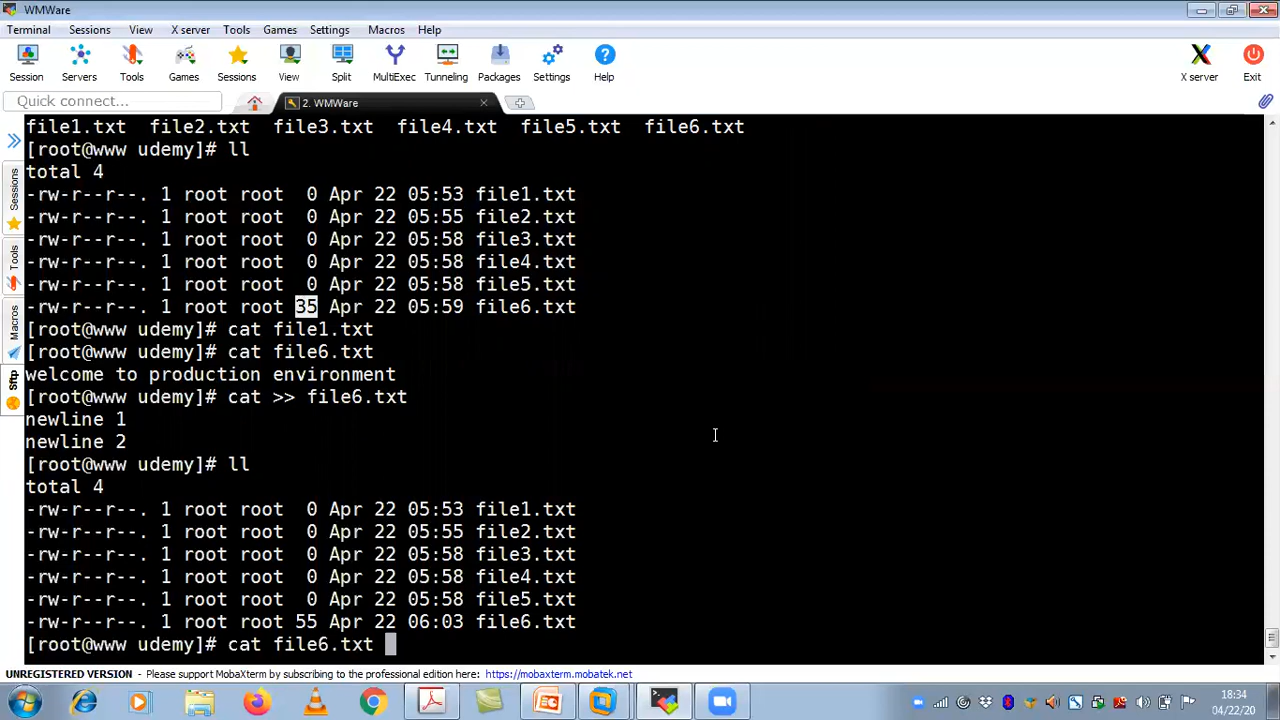 WMWare
Terminal Sessions View X server Tools Games Settings Macros Help
Session Servers Tools Games Sessions View Split MultiExec Tunneling Packages Settings Help X server Exit
Quick connect... 2. WMWare
Sessions
Tools
Macros
Sftp
file1.txt file2.txt file3.txt file4.txt file5.txt file6.txt
[root@www udemy]# ll
total 4
-rw-r--r--. 1 root root 0 Apr 22 05:53 file1.txt
-rw-r--r--. 1 root root 0 Apr 22 05:55 file2.txt
-rw-r--r--. 1 root root 0 Apr 22 05:58 file3.txt
-rw-r--r--. 1 root root 0 Apr 22 05:58 file4.txt
-rw-r--r--. 1 root root 0 Apr 22 05:58 file5.txt
-rw-r--r--. 1 root root 35 Apr 22 05:59 file6.txt
[root@www udemy]# cat file1.txt
[root@www udemy]# cat file6.txt
welcome to production environment
[root@www udemy]# cat >> file6.txt
newline 1
newline 2
[root@www udemy]# ll
total 4
-rw-r--r--. 1 root root 0 Apr 22 05:53 file1.txt
-rw-r--r--. 1 root root 0 Apr 22 05:55 file2.txt
-rw-r--r--. 1 root root 0 Apr 22 05:58 file3.txt
-rw-r--r--. 1 root root 0 Apr 22 05:58 file4.txt
-rw-r--r--. 1 root root 0 Apr 22 05:58 file5.txt
-rw-r--r--. 1 root root 55 Apr 22 06:03 file6.txt
[root@www udemy]# cat file6.txt
UNREGISTERED VERSION - Please support MobaXterm by subscribing to the professional edition here: https://mobaxterm.mobatek.net
18:34
04/22/20